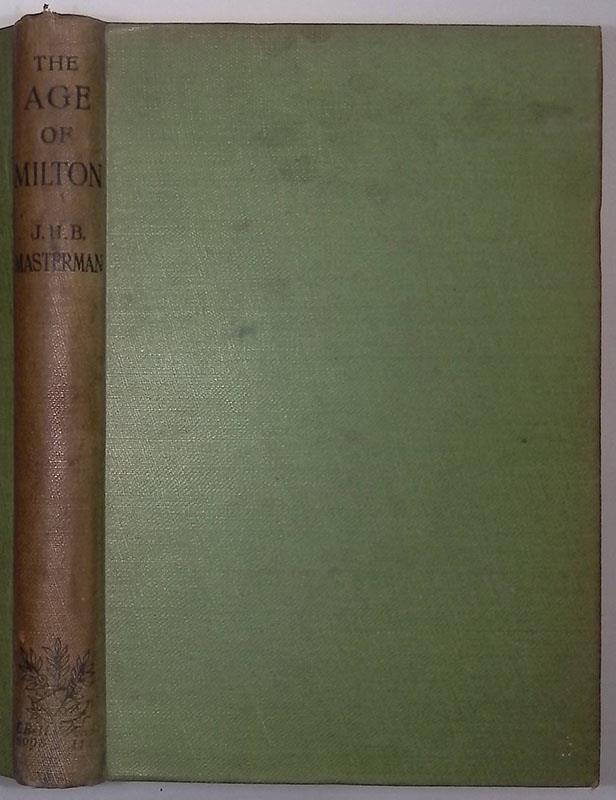 THE
AGE
OF
MILTON
J. H. B.
MASTERMAN